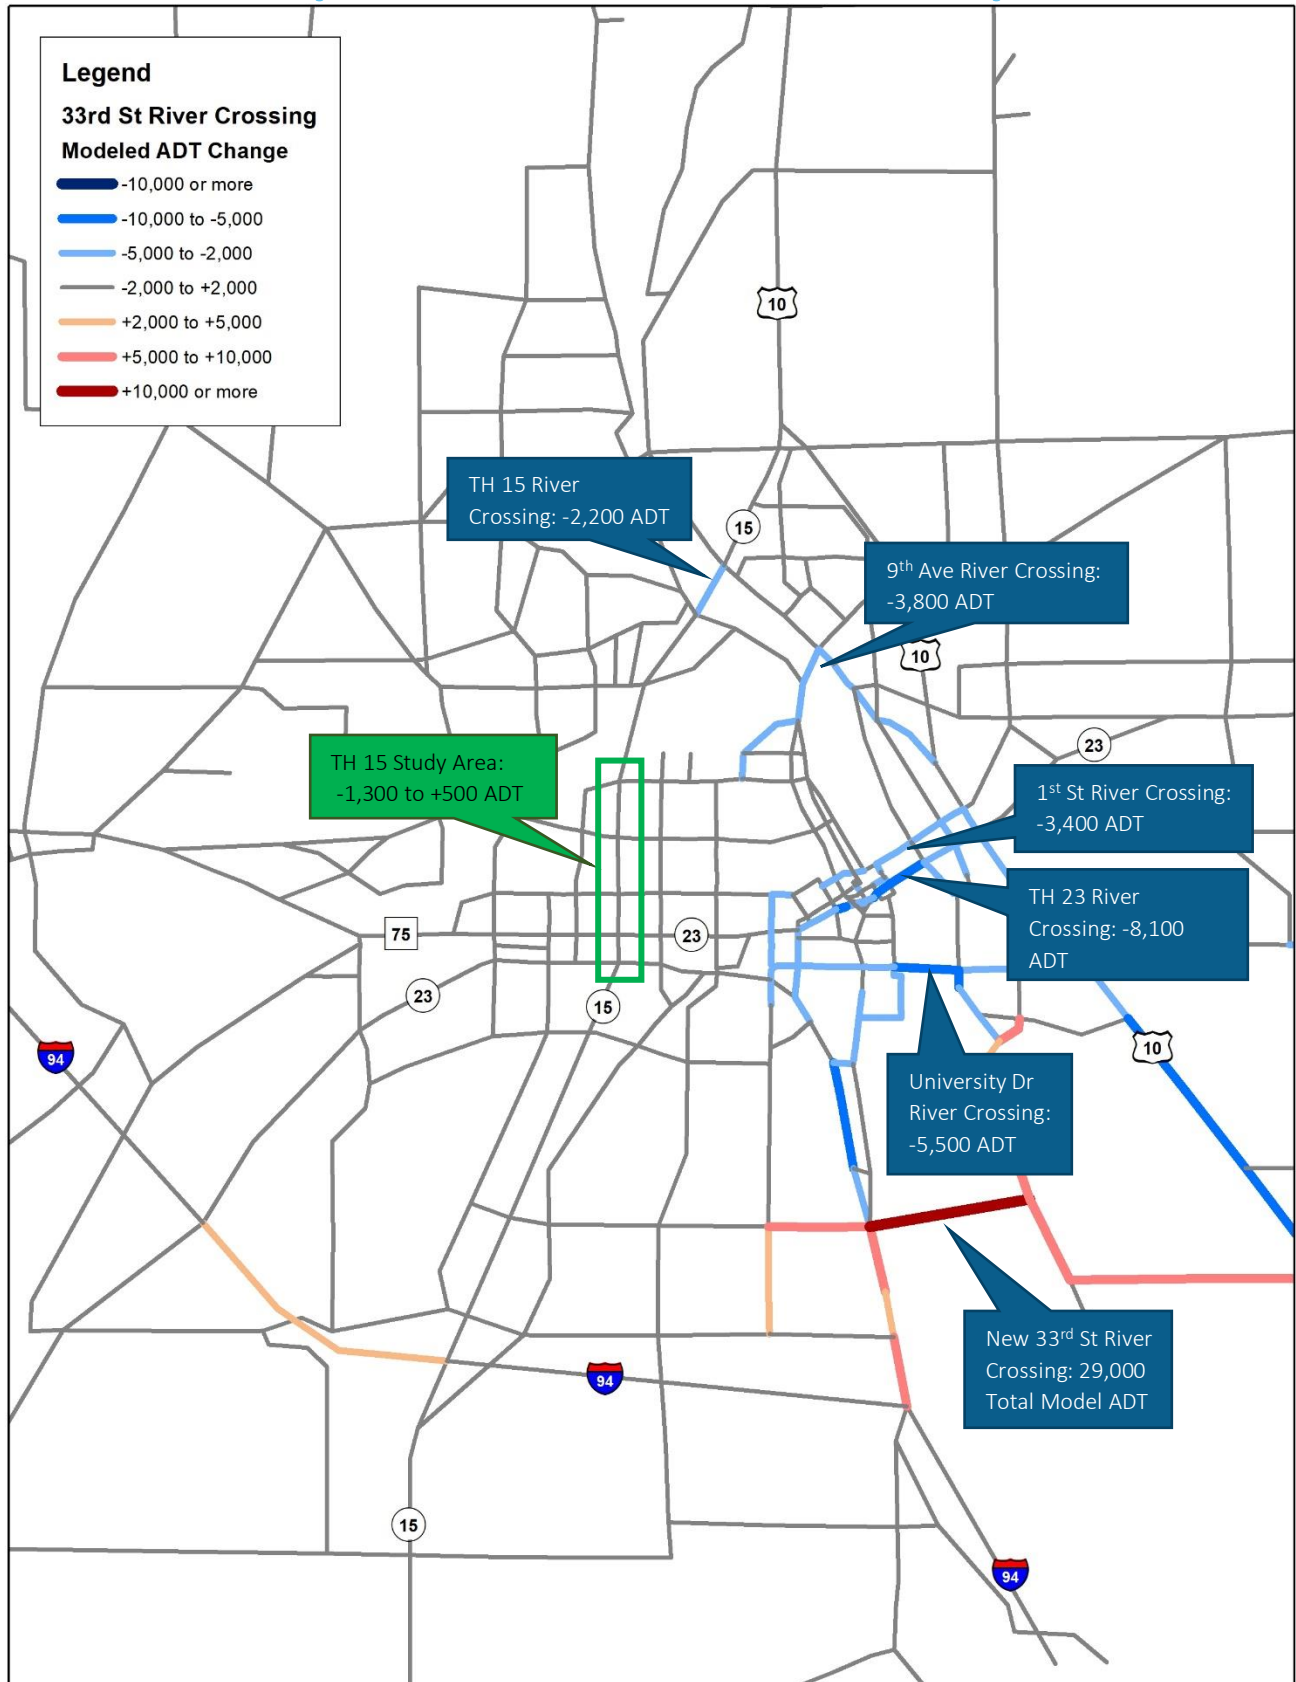 Legend
33rd St River Crossing
Modeled ADT Change
-10,000 or more
-10,000 to -5,000
-5,000 to -2,000
-2,000 to +2,000
+2,000 to +5,000
+5,000 to +10,000
+10,000 or more
10
TH 15 River
Crossing: -2,200 ADT
15
9th Ave River Crossing:
-3,800 ADT
10
TH 15 Study Area:
-1,300 to +500 ADT
23
1st St River Crossing:
-3,400 ADT
TH 23 River
Crossing: -8,100
ADT
75
23
23
15
94
10
University Dr
River Crossing:
-5,500 ADT
New 33rd St River
Crossing: 29,000
Total Model ADT
94
15
94